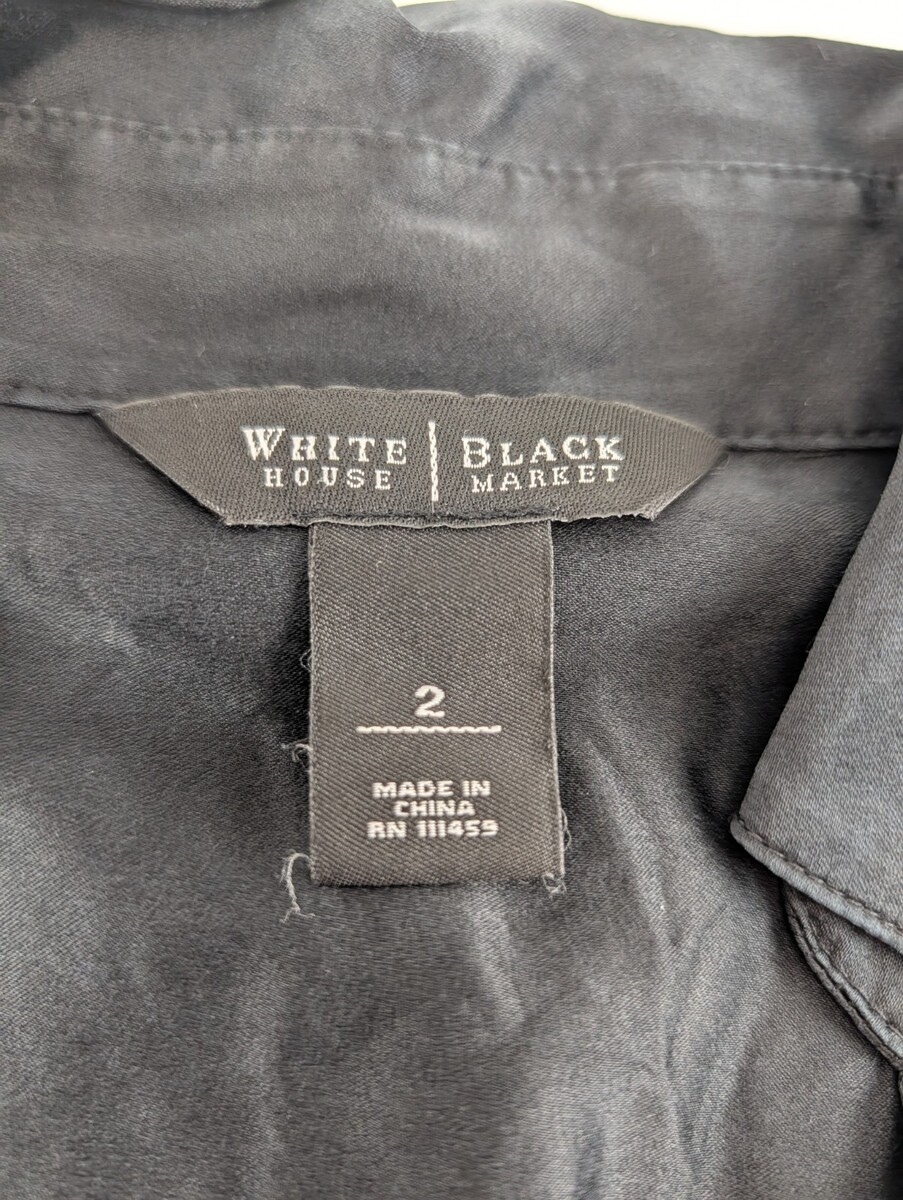 WHITE | BLACK
HOUSE | MARKET
2
MADE IN
CHINA
RN 111459